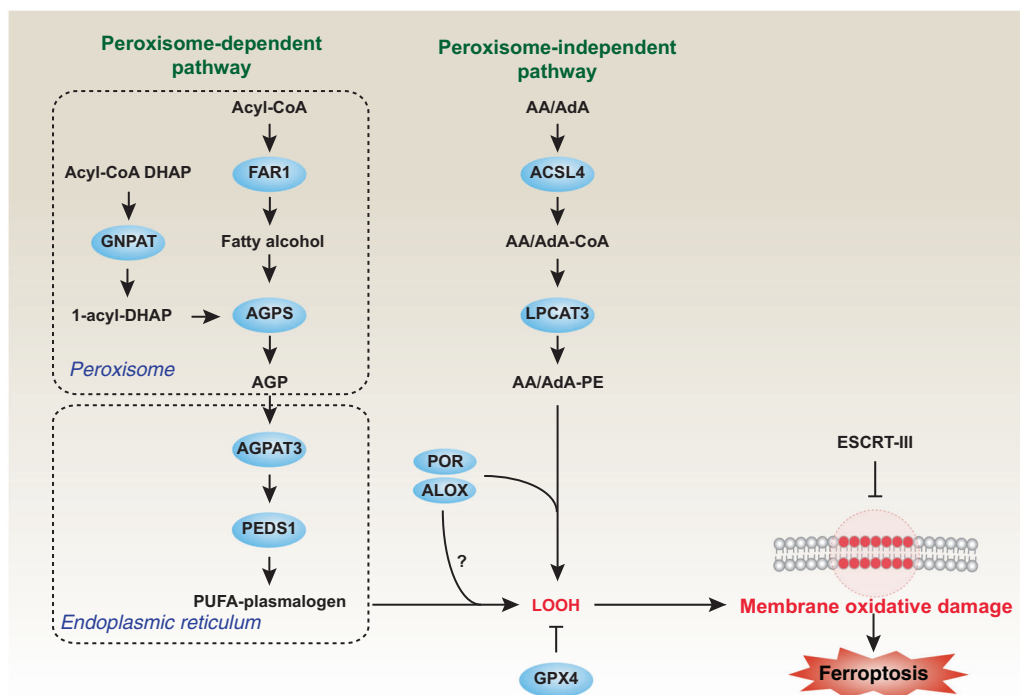 Peroxisome-dependent
pathway
Acyl-CoA
Acyl-CoA DHAP
FAR1
GNPAT
Fatty alcohol
1-acyl-DHAP
AGPS
Peroxisome
AGP
AGPAT3
PEDS1
PUFA-plasmalogen
Endoplasmic reticulum
Peroxisome-independent
pathway
AA/AdA
ACSL4
AA/AdA-CoA
LPCAT3
AA/AdA-PE
POR
ALOX
?
LOOH
GPX4
ESCRT-III
Membrane oxidative damage
Ferroptosis